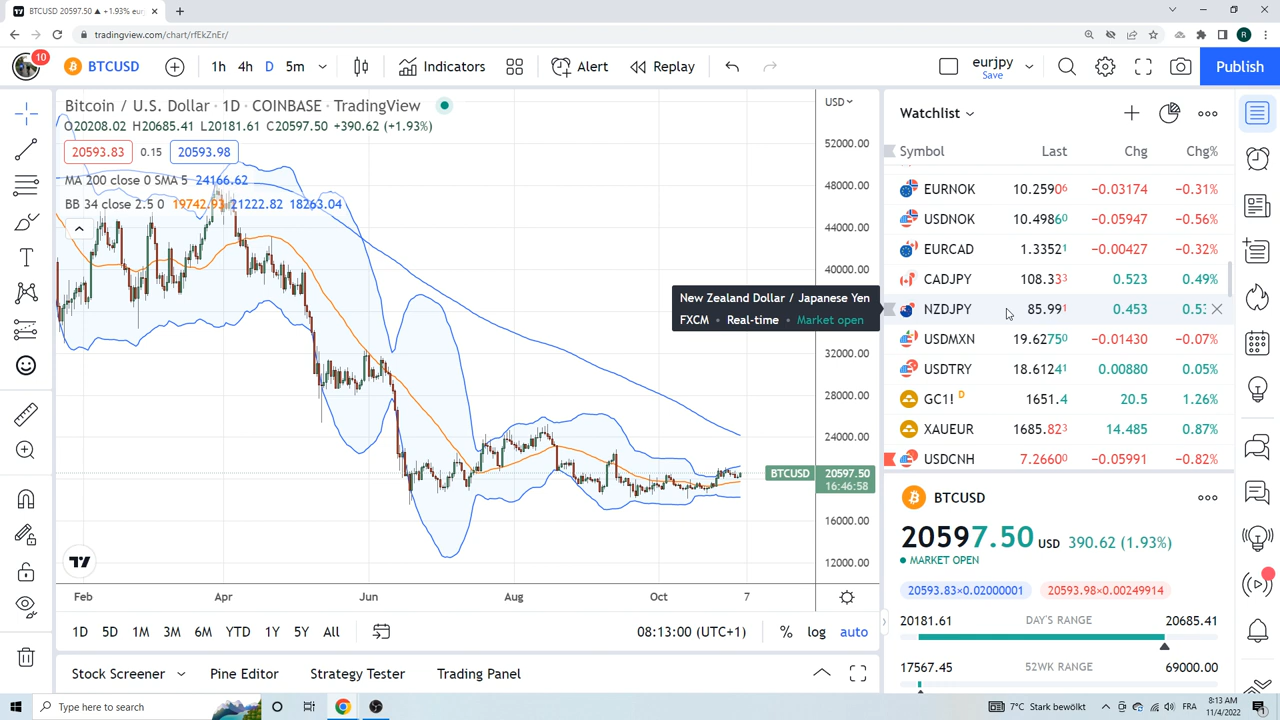 BTCUSD 20597.50 ▲ +1.93% eurj
tradingview.com/chart/rfEkZnEr/
R
10
BTCUSD
1h 4h D 5m
Indicators
Alert
Replay
eurjpy
Save
Publish
Bitcoin / U.S. Dollar · 1D · COINBASE · TradingView
O20208.02 H20685.41 L20181.61 C20597.50 +390.62 (+1.93%)
20593.83 0.15 20593.98
MA 200 close 0 SMA 5 24166.62
BB 34 close 2.5 0 19742.93 21222.82 18263.04
USD
52000.00
48000.00
44000.00
40000.00
32000.00
28000.00
24000.00
BTCUSD 20597.50
16:46:58
16000.00
12000.00
New Zealand Dollar / Japanese Yen
FXCM • Real-time • Market open
Feb Apr Jun Aug Oct 7
1D 5D 1M 3M 6M YTD 1Y 5Y All
08:13:00 (UTC+1) % log auto
Stock Screener Pine Editor Strategy Tester Trading Panel
Watchlist
Symbol Last Chg Chg%
EURNOK 10.25906 −0.03174 −0.31%
USDNOK 10.49860 −0.05947 −0.56%
EURCAD 1.33521 −0.00427 −0.32%
CADJPY 108.333 0.523 0.49%
NZDJPY 85.991 0.453
USDMXN 19.62750 −0.01430 −0.07%
USDTRY 18.61241 0.00880 0.05%
GC1! D 1651.4 20.5 1.26%
XAUEUR 1685.823 14.485 0.87%
USDCNH 7.26600 −0.05991 −0.82%
BTCUSD
20597.50 USD 390.62 (1.93%)
MARKET OPEN
20593.83×0.02000001 20593.98×0.00249914
20181.61 DAY'S RANGE 20685.41
17567.45 52WK RANGE 69000.00
Type here to search
7°C Stark bewölkt
FRA
8:13 AM
11/4/2022
1